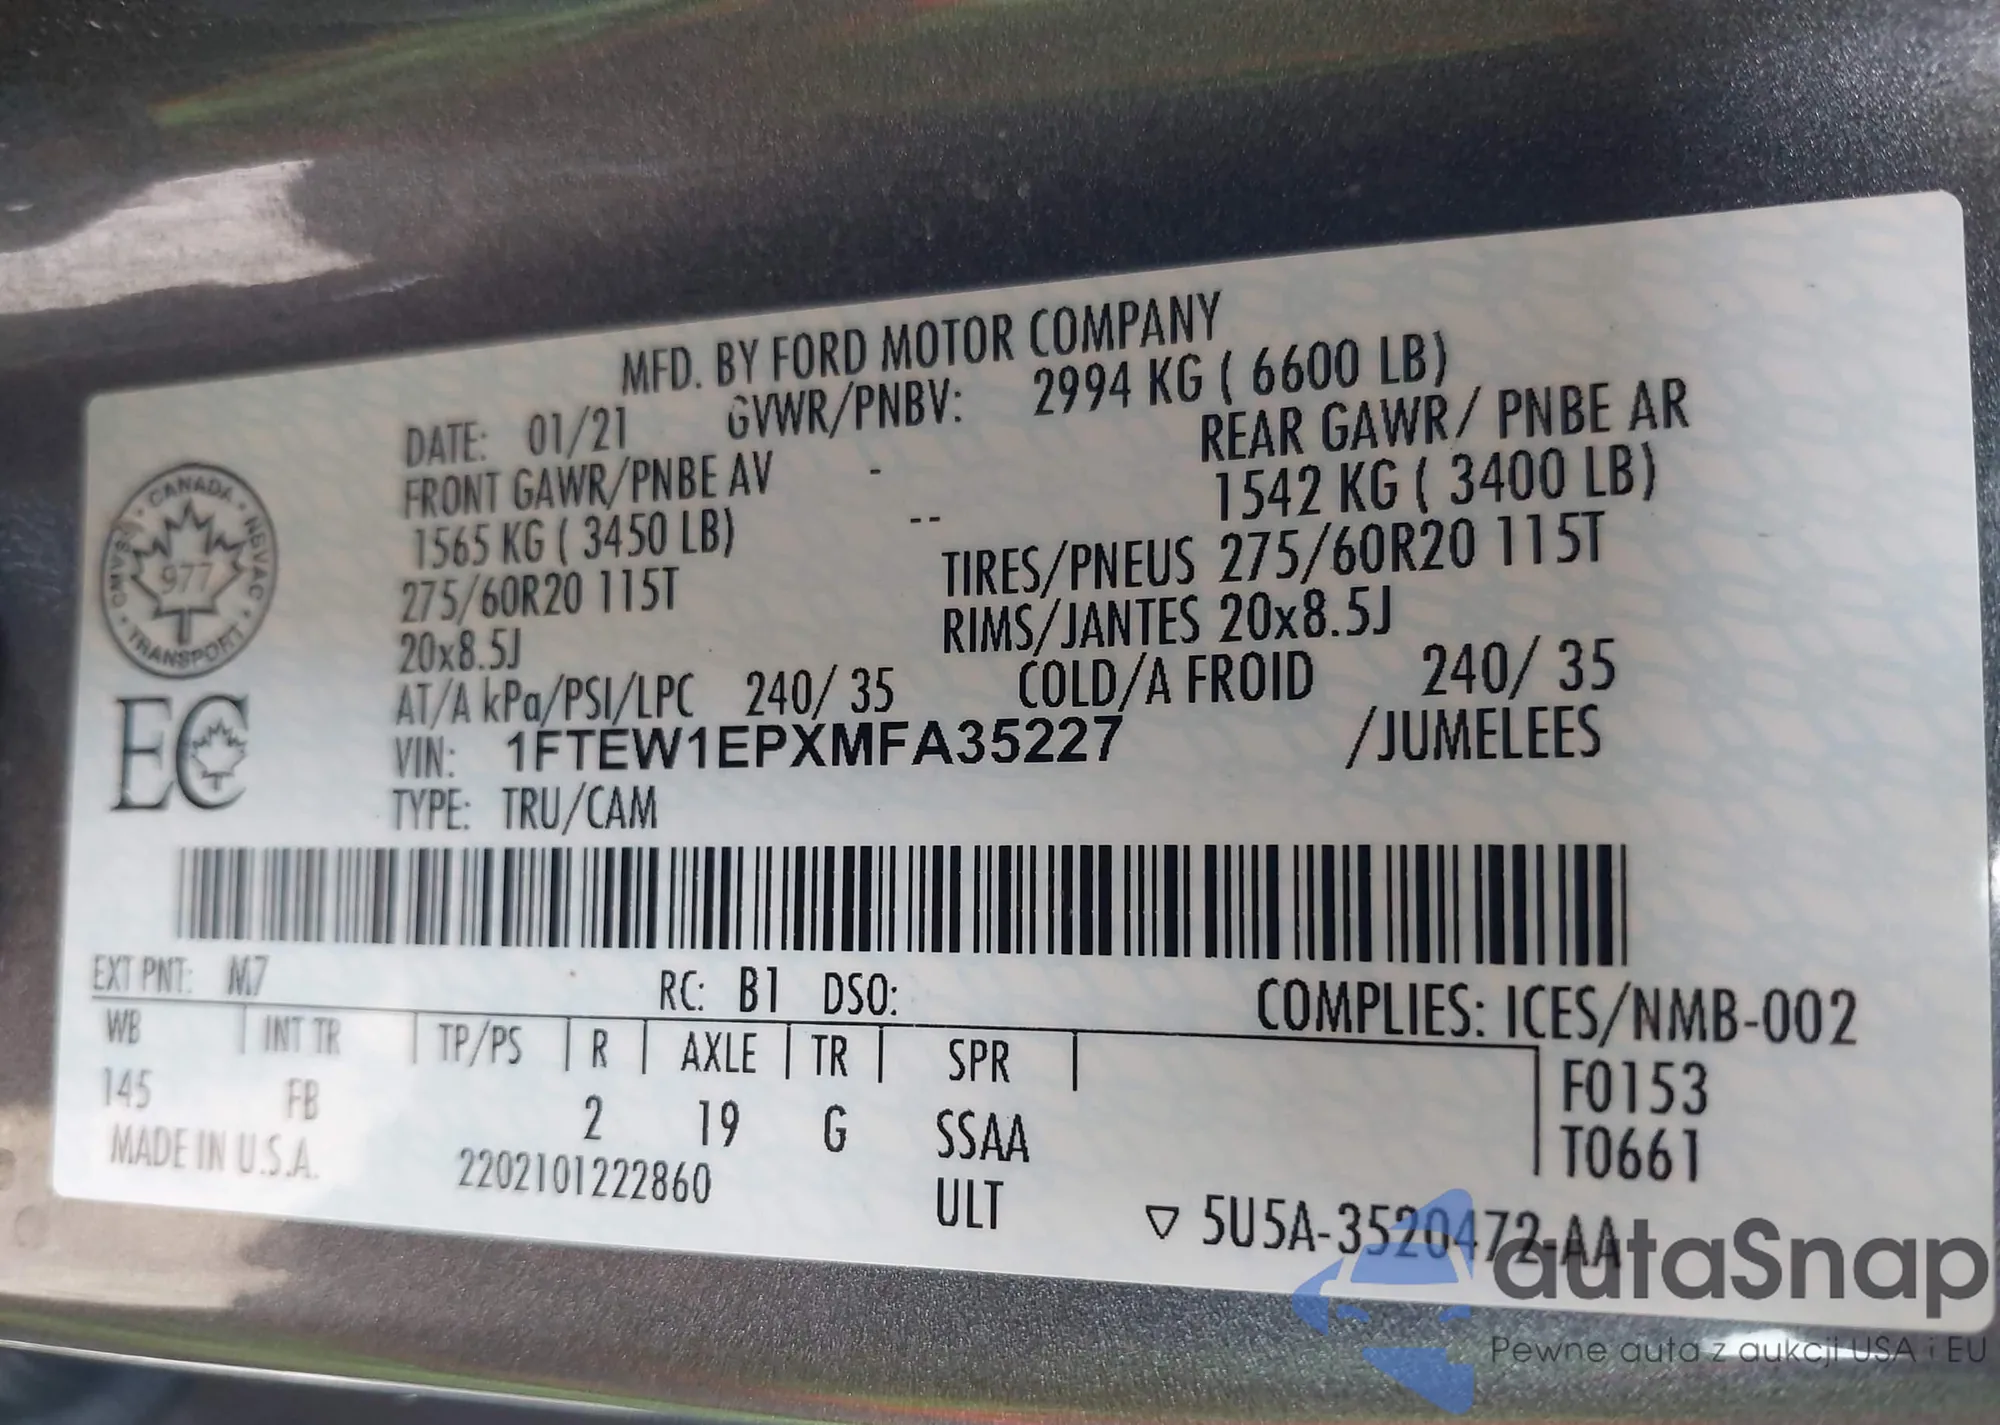 MFD. BY FORD MOTOR COMPANY
DATE: 01/21 GVWR/PNBV: 2994 KG ( 6600 LB)
FRONT GAWR/PNBE AV - REAR GAWR/ PNBE AR
1565 KG ( 3450 LB) -- 1542 KG ( 3400 LB)
275/60R20 115T TIRES/PNEUS 275/60R20 115T
20x8.5J RIMS/JANTES 20x8.5J
AT/A kPa/PSI/LPC 240/ 35 COLD/A FROID 240/ 35
VIN: 1FTEW1EPXMFA35227 /JUMELEES
TYPE: TRU/CAM
CANADA
CMVSS NSVAC
977
TRANSPORT
EC
EXT PNT: M7 RC: B1 DSO: COMPLIES: ICES/NMB-002
WB | INT TR | TP/PS | R | AXLE | TR | SPR |
145 FB 2 19 G SSAA
F0153
T0661
MADE IN U.S.A. 2202101222860 ULT
▽ 5U5A-3520472-AA
autaSnap
Pewne auta z aukcji USA i EU